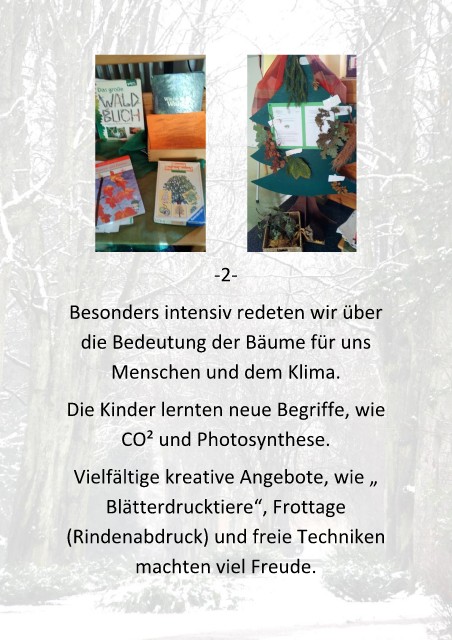 Das große
WALD
BUCH
-2-
Besonders intensiv redeten wir über
die Bedeutung der Bäume für uns
Menschen und dem Klima.
Die Kinder lernten neue Begriffe, wie
CO² und Photosynthese.
Vielfältige kreative Angebote, wie „
Blätterdrucktiere“, Frottage
(Rindenabdruck) und freie Techniken
machten viel Freude.